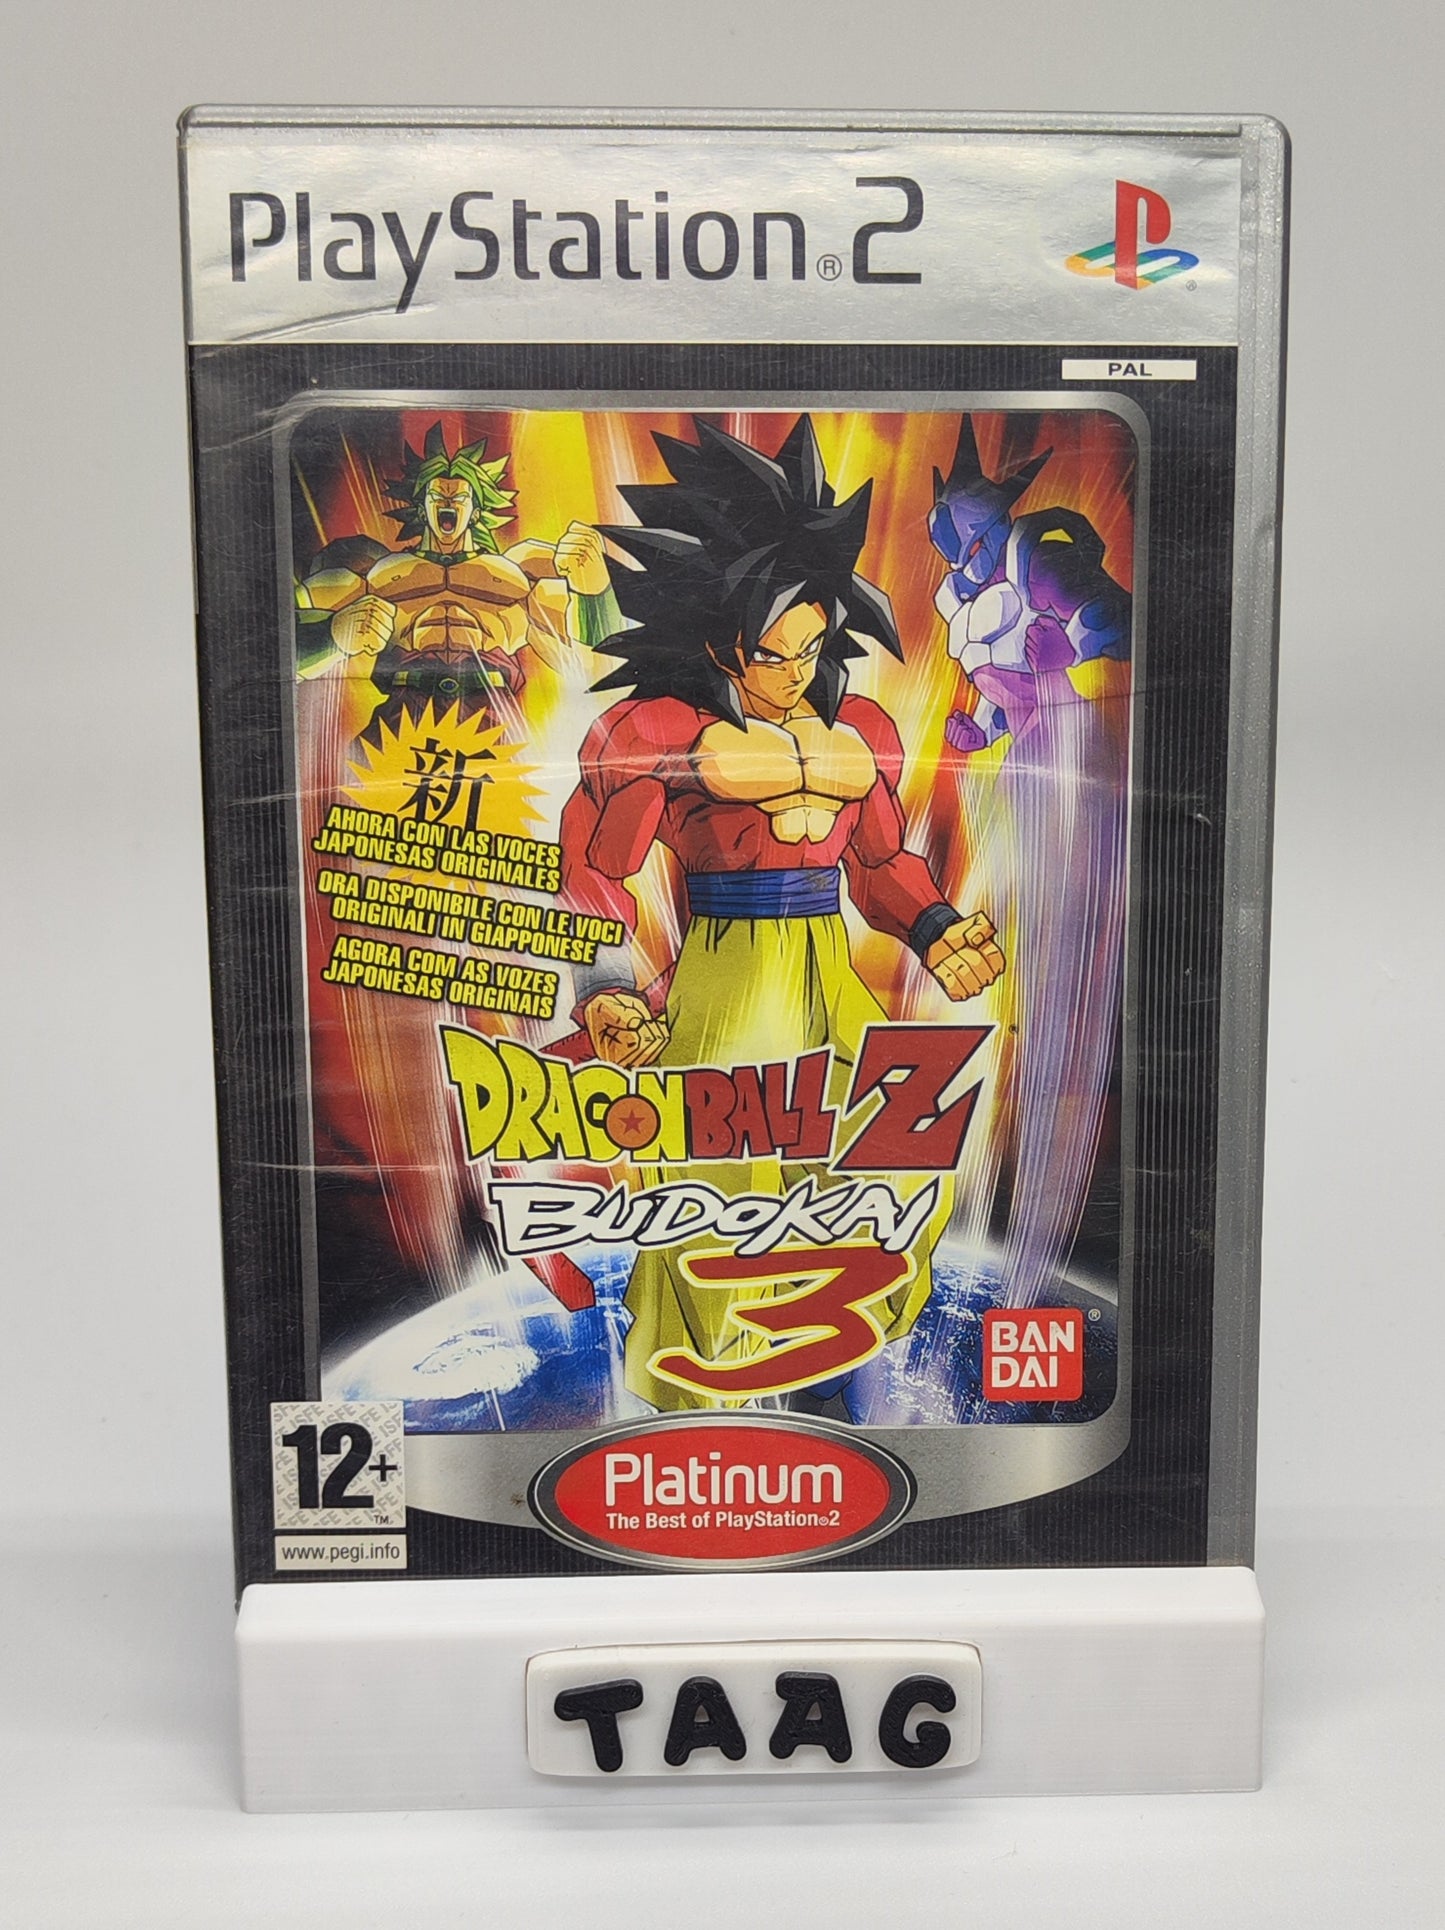 PlayStation®2
PAL
新
AHORA CON LAS VOCES
JAPONESAS ORIGINALES
ORA DISPONIBILE CON LE VOCI
ORIGINALI IN GIAPPONESE
AGORA COM AS VOZES
JAPONESAS ORIGINAIS
DRAGONBALL Z®
BUDOKAI
3
BAN
DAI®
12+™
www.pegi.info
Platinum
The Best of PlayStation®2
TAAG